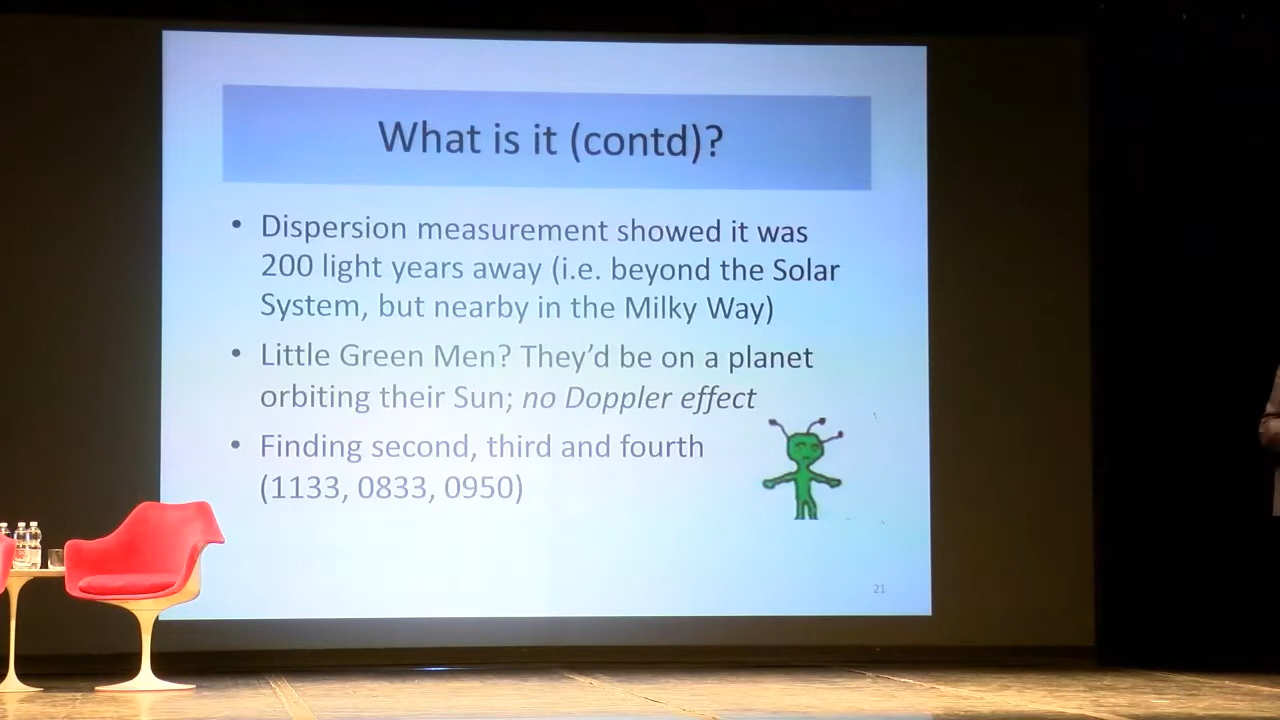 What is it (contd)?
• Dispersion measurement showed it was
200 light years away (i.e. beyond the Solar
System, but nearby in the Milky Way)
• Little Green Men? They’d be on a planet
orbiting their Sun; no Doppler effect
• Finding second, third and fourth
(1133, 0833, 0950)
21